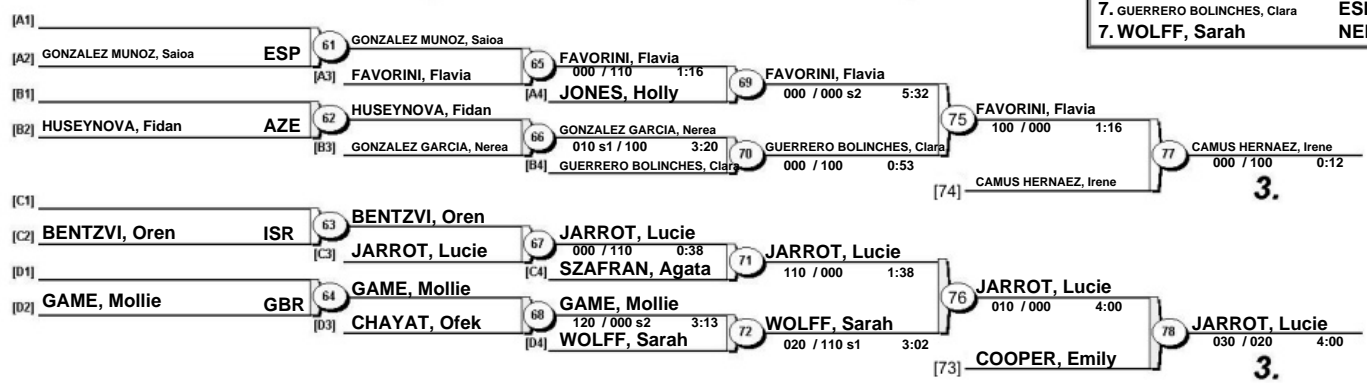 7. GUERRERO BOLINCHES, Clara
7. WOLFF, Sarah
[A1]
[A2] GONZALEZ MUNOZ, Saioa ESP
61
GONZALEZ MUNOZ, Saioa
[A3] FAVORINI, Flavia
65
FAVORINI, Flavia
000 / 110 1:16
[A4] JONES, Holly
69
FAVORINI, Flavia
000 / 000 s2 5:32
[B1]
[B2] HUSEYNOVA, Fidan AZE
62
HUSEYNOVA, Fidan
[B3] GONZALEZ GARCIA, Nerea
66
GONZALEZ GARCIA, Nerea
010 s1 / 100 3:20
[B4] GUERRERO BOLINCHES, Clara
70
GUERRERO BOLINCHES, Clara
000 / 100 0:53
75
FAVORINI, Flavia
100 / 000 1:16
[74] CAMUS HERNAEZ, Irene
77
CAMUS HERNAEZ, Irene
000 / 100 0:12
3.
[C1]
[C2] BENTZVI, Oren ISR
63
BENTZVI, Oren
[C3] JARROT, Lucie
67
JARROT, Lucie
000 / 110 0:38
[C4] SZAFRAN, Agata
71
JARROT, Lucie
110 / 000 1:38
[D1]
[D2] GAME, Mollie GBR
64
GAME, Mollie
[D3] CHAYAT, Ofek
68
GAME, Mollie
120 / 000 s2 3:13
[D4] WOLFF, Sarah
72
WOLFF, Sarah
020 / 110 s1 3:02
76
JARROT, Lucie
010 / 000 4:00
[73] COOPER, Emily
78
JARROT, Lucie
030 / 020 4:00
3.